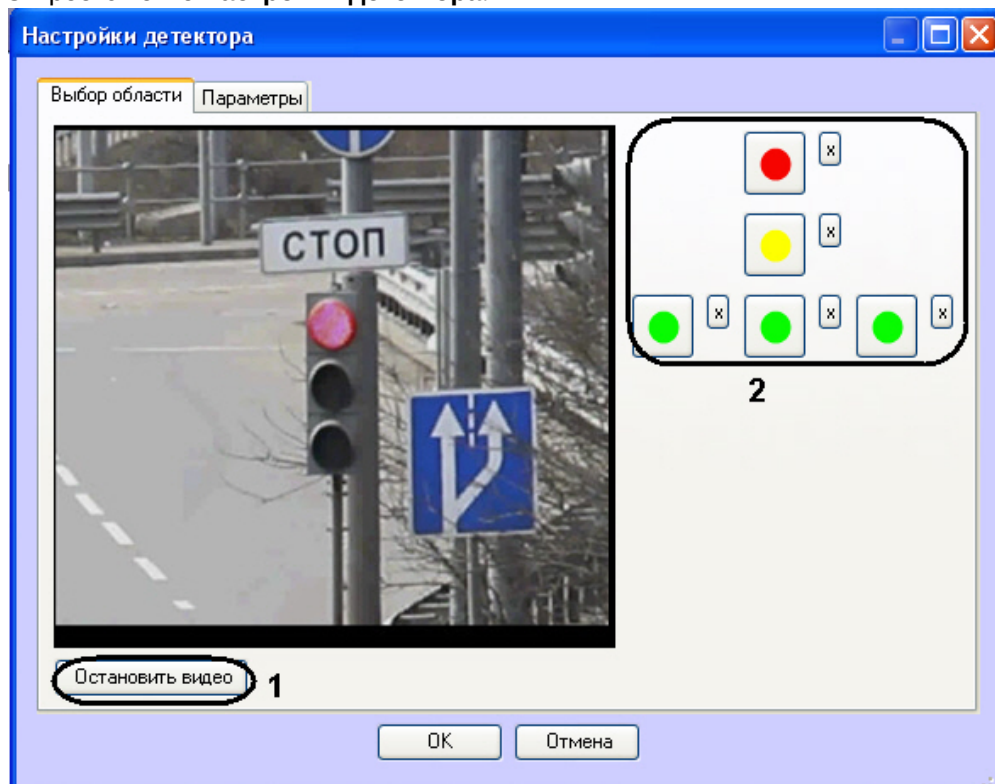 Настройки детектора
Выбор области Параметры
x
СТОП
x
x x x
2
Остановить видео 1
OK Отмена